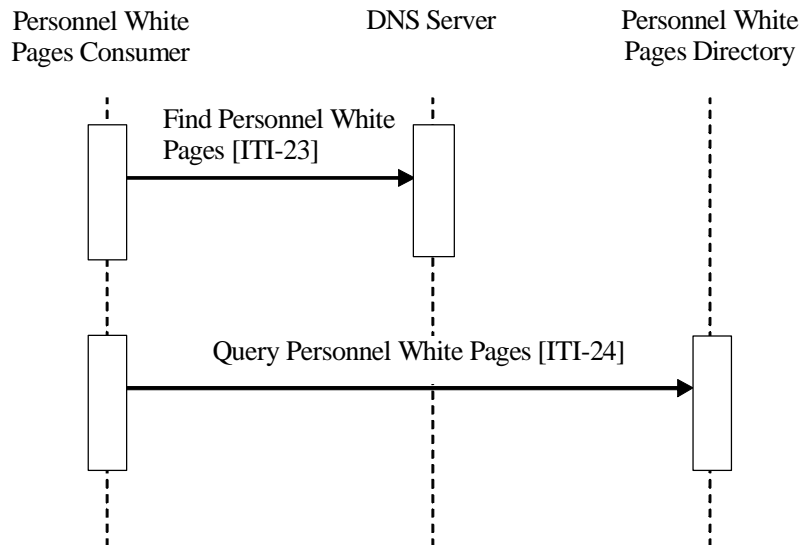 Personnel White
Pages Consumer
DNS Server
Personnel White
Pages Directory
Find Personnel White
Pages [ITI-23]
Query Personnel White Pages [ITI-24]